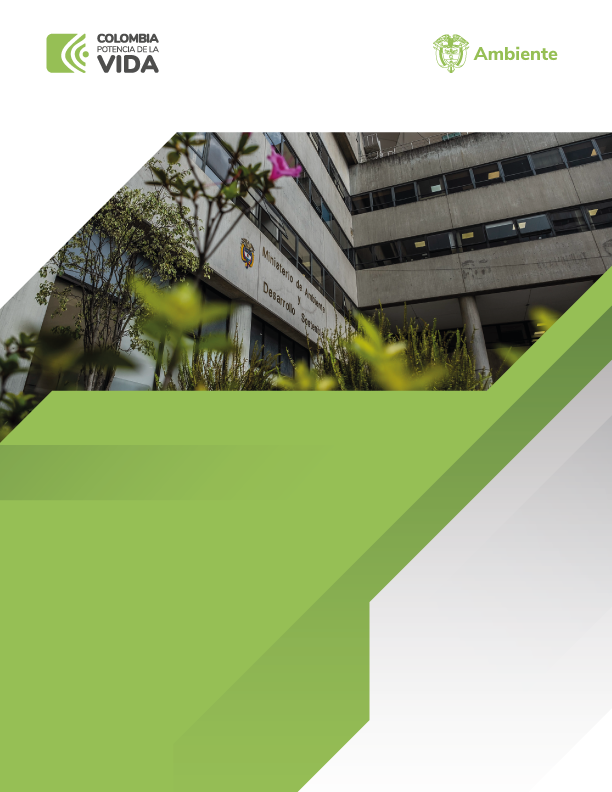 COLOMBIA
POTENCIA DE LA
VIDA
Ambiente
Ministerio de Ambiente
y
Desarrollo